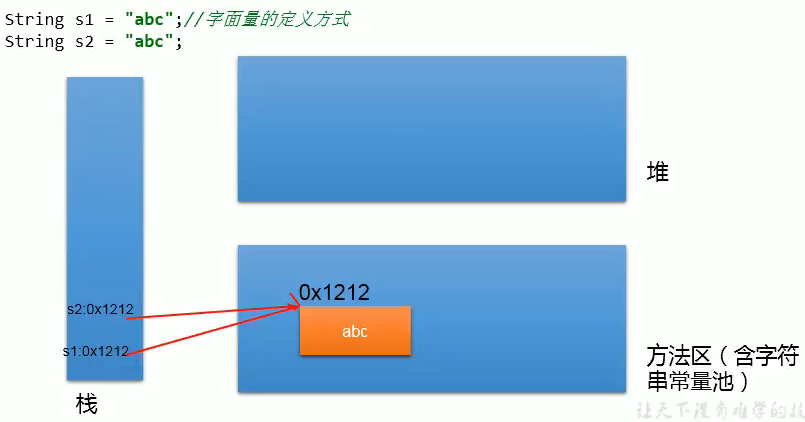 String s1 = "abc";//字面量的定义方式
String s2 = "abc";
堆
0x1212
s2:0x1212
abc
s1:0x1212
方法区（含字符
串常量池）
栈
让天下没有难学的技